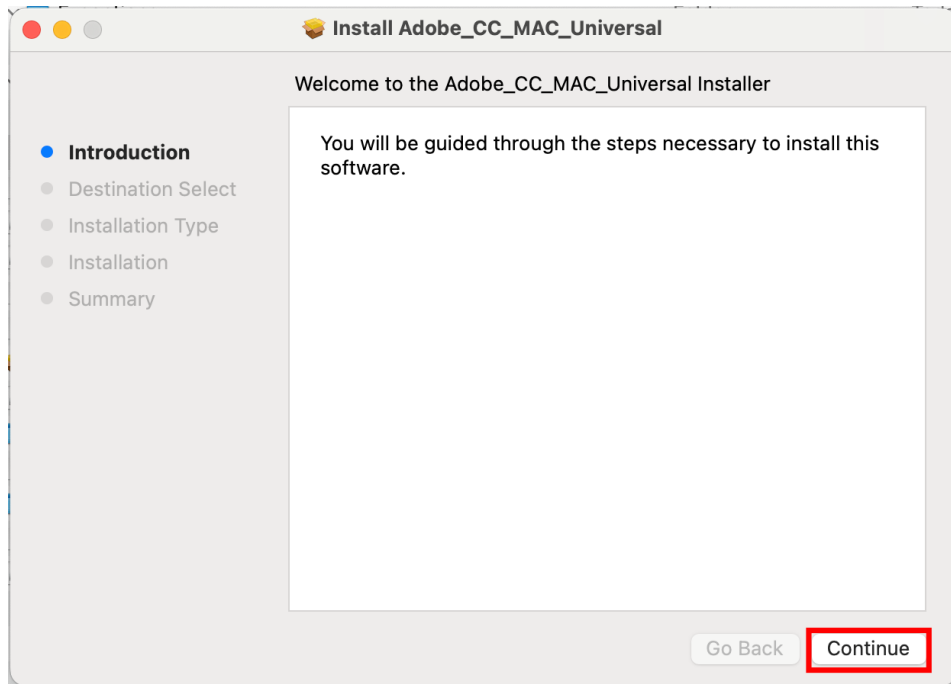 Install Adobe_CC_MAC_Universal
Welcome to the Adobe_CC_MAC_Universal Installer
Introduction
Destination Select
Installation Type
Installation
Summary
You will be guided through the steps necessary to install this
software.
Go Back
Continue